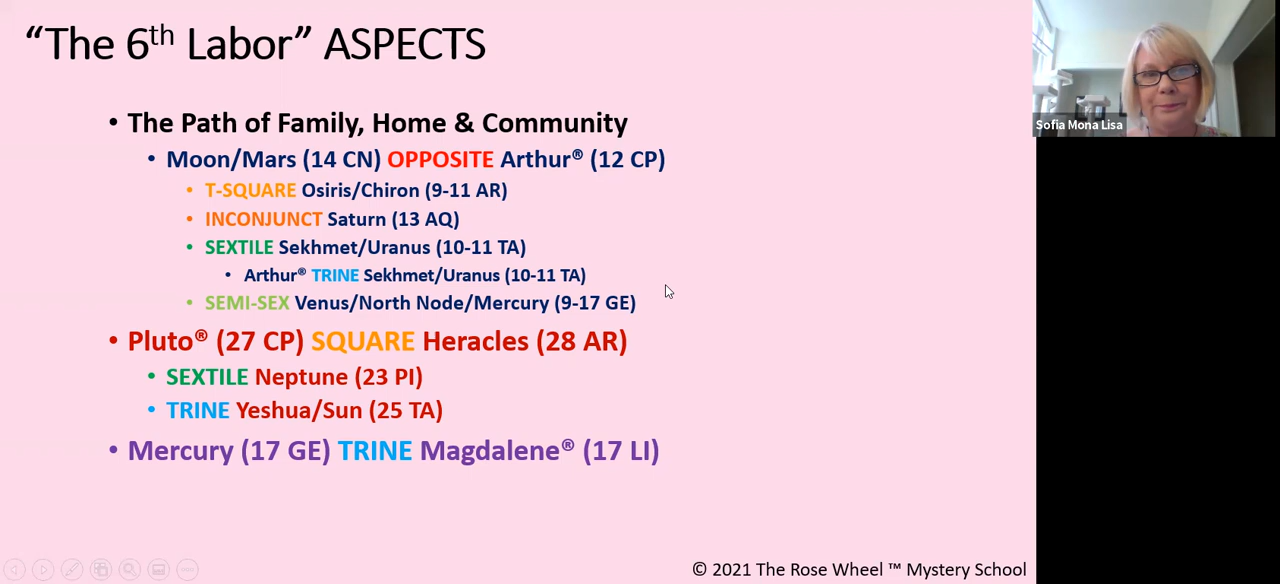 “The 6th Labor” ASPECTS
• The Path of Family, Home & Community
• Moon/Mars (14 CN) OPPOSITE Arthur® (12 CP)
• T-SQUARE Osiris/Chiron (9-11 AR)
• INCONJUNCT Saturn (13 AQ)
• SEXTILE Sekhmet/Uranus (10-11 TA)
• Arthur® TRINE Sekhmet/Uranus (10-11 TA)
• SEMI-SEX Venus/North Node/Mercury (9-17 GE)
• Pluto® (27 CP) SQUARE Heracles (28 AR)
• SEXTILE Neptune (23 PI)
• TRINE Yeshua/Sun (25 TA)
• Mercury (17 GE) TRINE Magdalene® (17 LI)
© 2021 The Rose Wheel ™ Mystery School
Sofia Mona Lisa